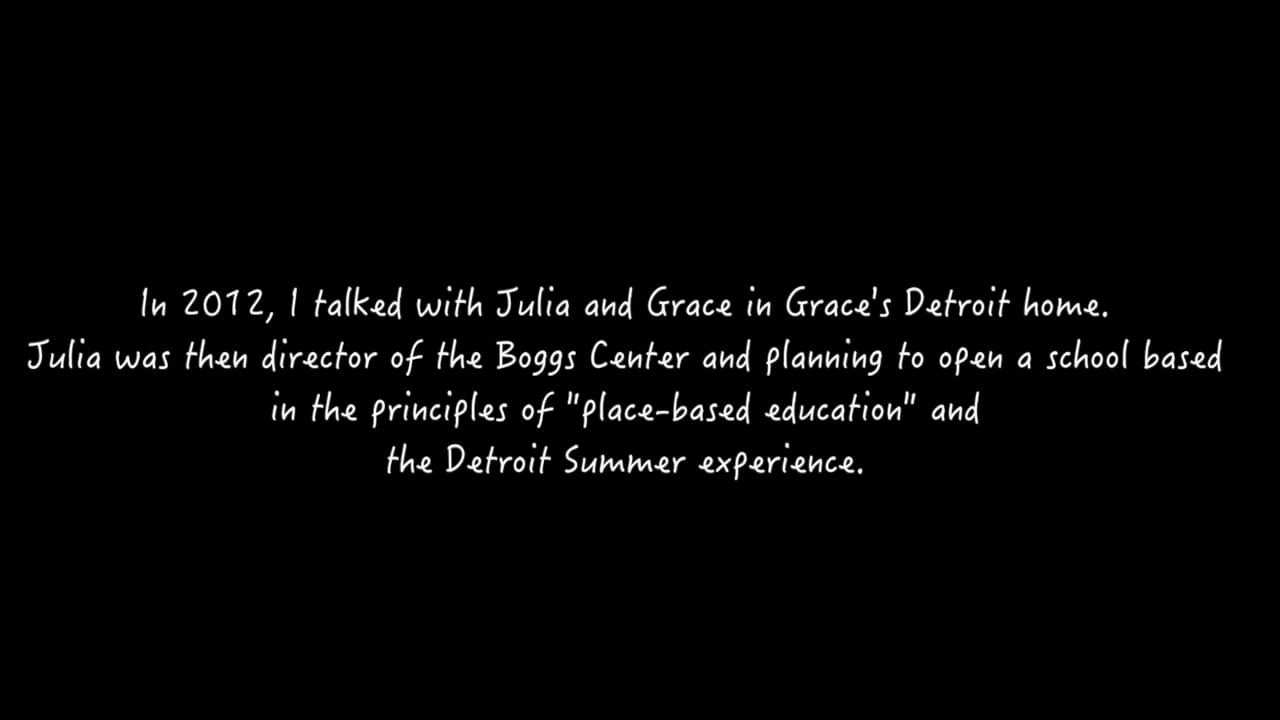 In 2012, I talked with Julia and Grace in Grace's Detroit home.
Julia was then director of the Boggs Center and planning to open a school based
in the principles of "place-based education" and
the Detroit Summer experience.